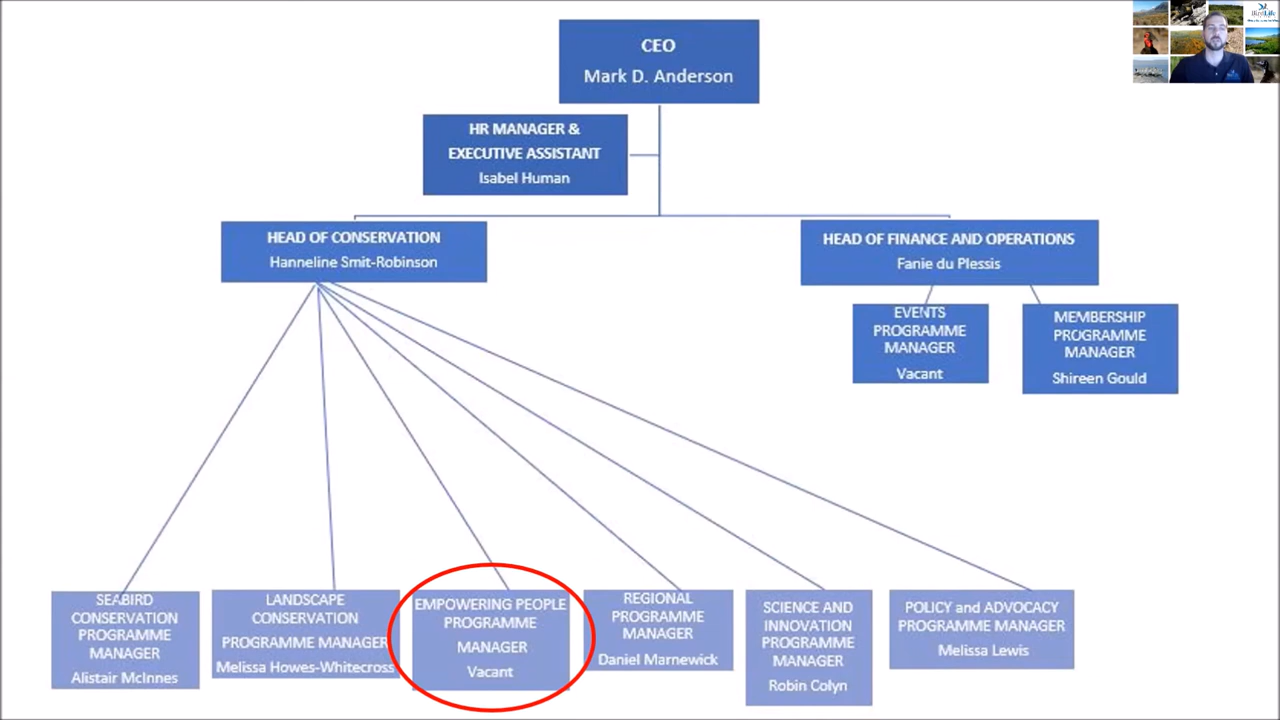 CEO
Mark D. Anderson
HR MANAGER &
EXECUTIVE ASSISTANT
Isabel Human
HEAD OF CONSERVATION
Hanneline Smit-Robinson
HEAD OF FINANCE AND OPERATIONS
Fanie du Plessis
EVENTS
PROGRAMME
MANAGER
Vacant
MEMBERSHIP
PROGRAMME
MANAGER
Shireen Gould
SEABIRD
CONSERVATION
PROGRAMME
MANAGER
Alistair McInnes
LANDSCAPE
CONSERVATION
PROGRAMME MANAGER
Melissa Howes-Whitecross
EMPOWERING PEOPLE
PROGRAMME
MANAGER
Vacant
REGIONAL
PROGRAMME
MANAGER
Daniel Marnewick
SCIENCE AND
INNOVATION
PROGRAMME
MANAGER
Robin Colyn
POLICY and ADVOCACY
PROGRAMME MANAGER
Melissa Lewis
BirdLife